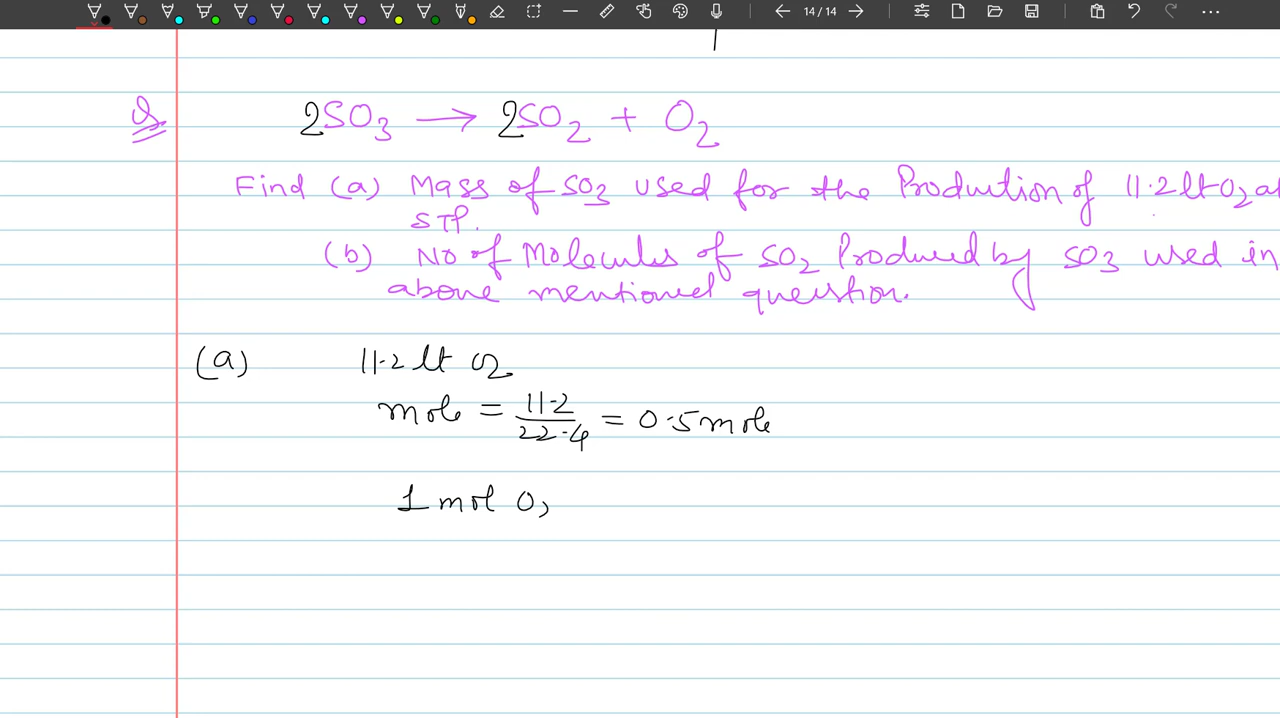 14/14
Q 2SO3 → 2SO2 + O2
Find (a) Mass of SO3 used for the Production of 11.2 lt O2 at
STP.
(b) No of Molecules of SO2 Produced by SO3 used in
above mentioned question.
(a) 11.2 lt O2
mole = 11.2/22.4 = 0.5 mole
1 mol O2